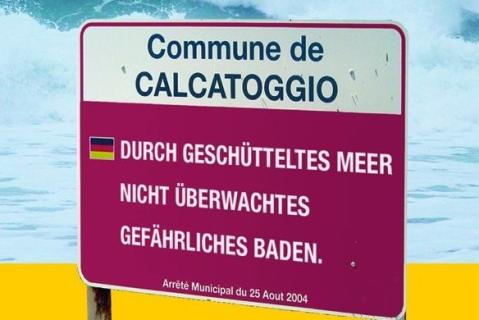 Commune de
CALCATOGGIO
DURCH GESCHÜTTELTES MEER
NICHT ÜBERWACHTES
GEFÄHRLICHES BADEN.
Arrêté Municipal du 25 Aout 2004